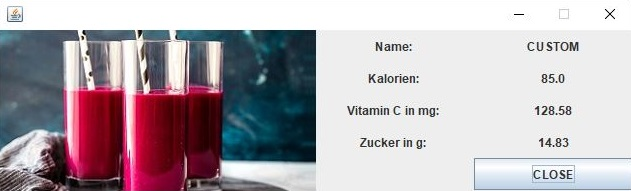 Name: CUSTOM
Kalorien: 85.0
Vitamin C in mg: 128.58
Zucker in g: 14.83
CLOSE